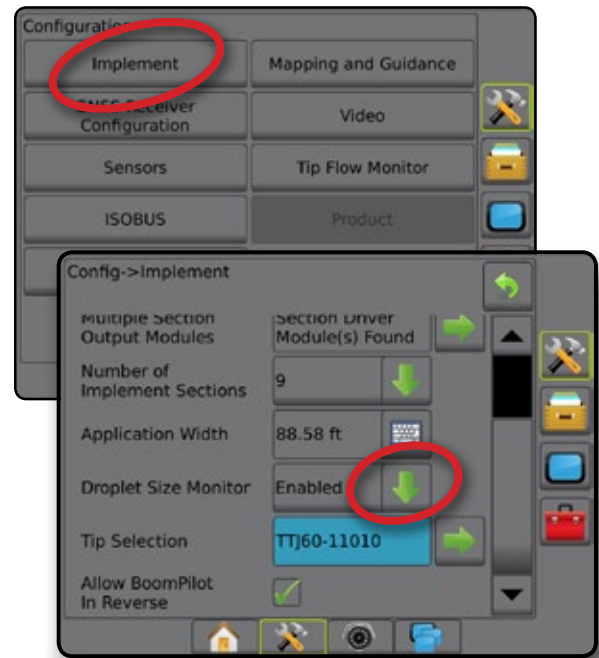 Configuration
Implement
Mapping and Guidance
GNSS Receiver
Configuration
Video
Sensors
Tip Flow Monitor
ISOBUS
Product
Config->Implement
Multiple Section
Output Modules
Section Driver
Module(s) Found
Number of
Implement Sections
9
Application Width
88.58 ft
Droplet Size Monitor
Enabled
Tip Selection
TTJ60-11010
Allow BoomPilot
In Reverse